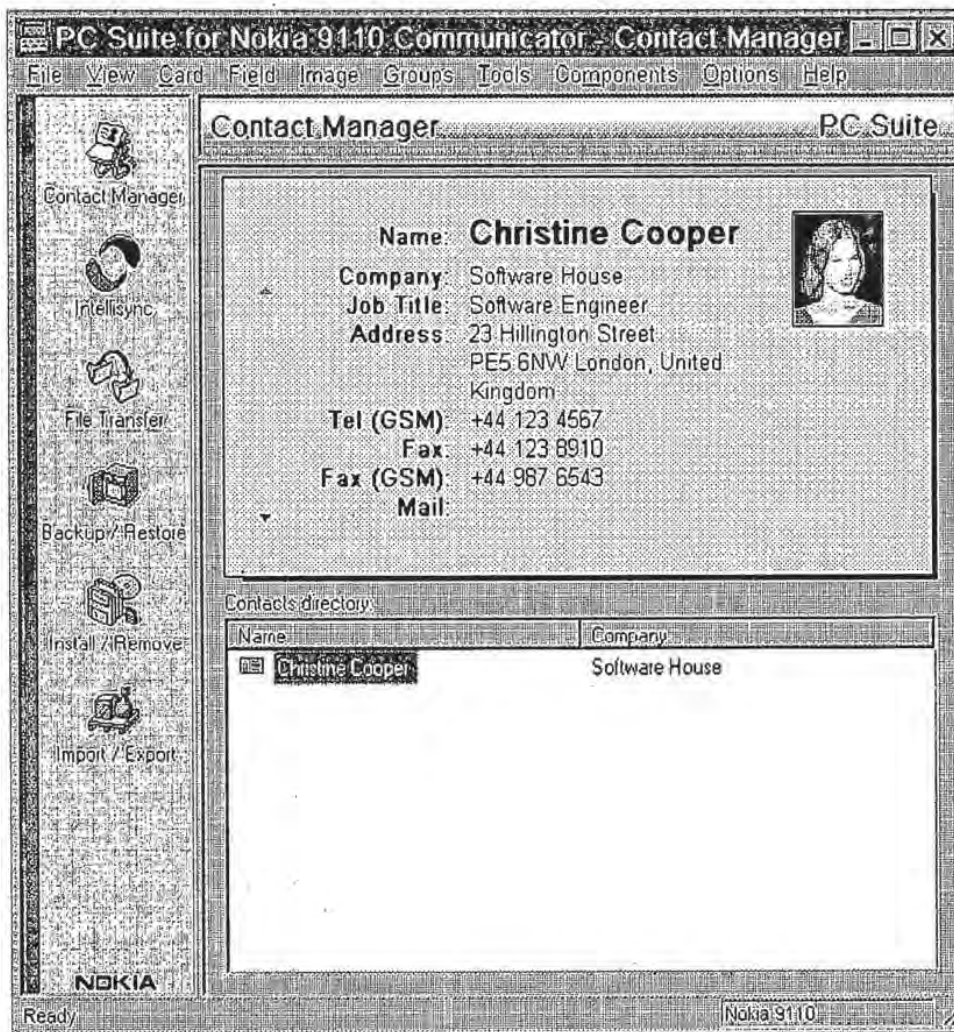 PC Suite for Nokia 9110 Communicator - Contact Manager
File View Card Field Image Groups Tools Components Options Help
Contact Manager PC Suite
Contact Manager
Intellisync
File Transfer
Backup / Restore
Install / Remove
Import / Export
NOKIA
Name: Christine Cooper
Company: Software House
Job Title: Software Engineer
Address: 23 Hillington Street
PE5 6NW London, United
Kingdom
Tel (GSM): +44 123 4567
Fax: +44 123 8910
Fax (GSM): +44 987 6543
Mail:
Contacts directory:
Name Company
Christine Cooper Software House
Ready Nokia 9110